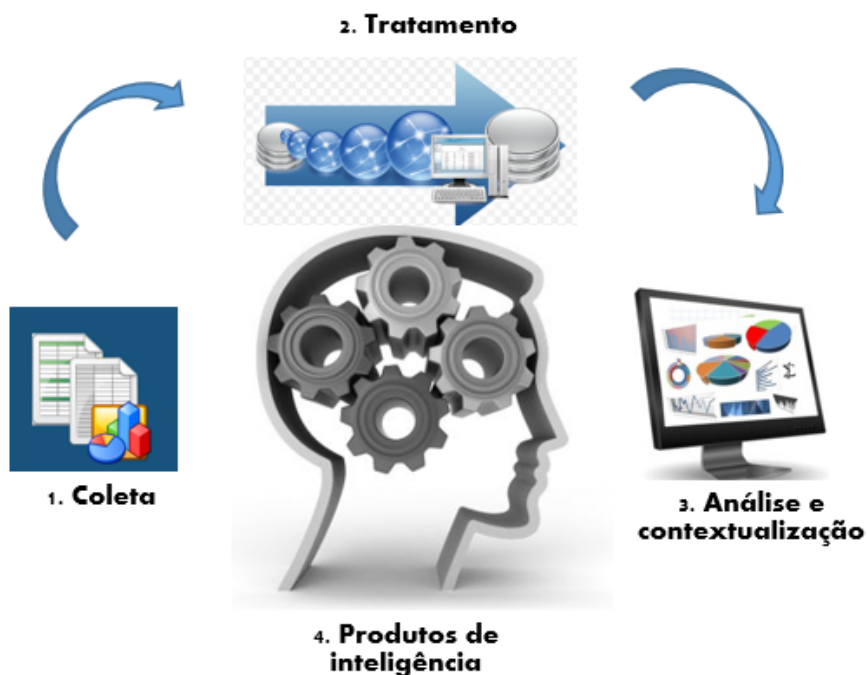 2. Tratamento
1. Coleta
3. Análise e
contextualização
4. Produtos de
inteligência